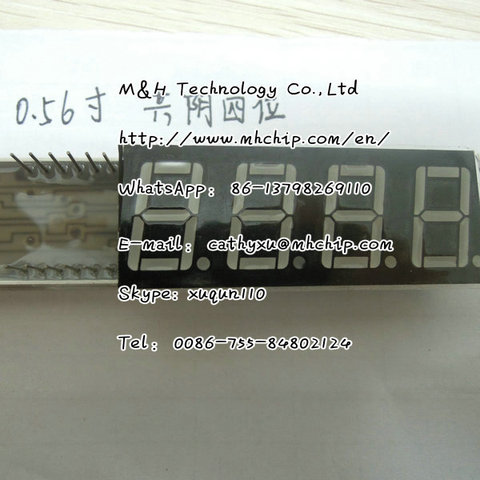 M&H Technology Co.,Ltd
0.56寸 共阴四位
http://www.mhchip.com/en/
WhatsApp: 86-13798269110
E-mail: cathyxu@mhchip.com
Skype: xuqun110
Tel: 0086-755-84802124